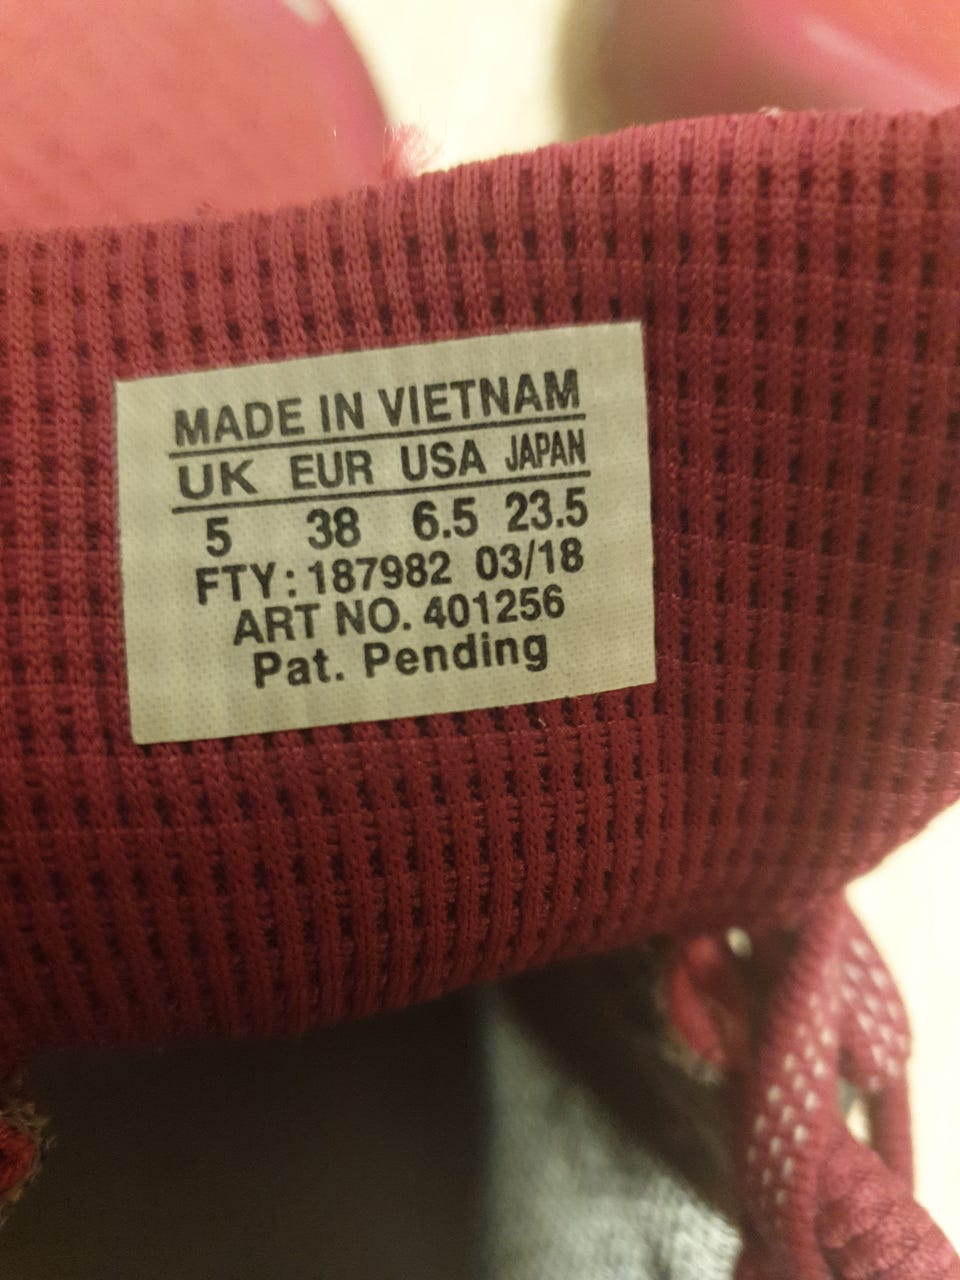 MADE IN VIETNAM
UK EUR USA JAPAN
5 38 6.5 23.5
FTY: 187982 03/18
ART NO. 401256
Pat. Pending